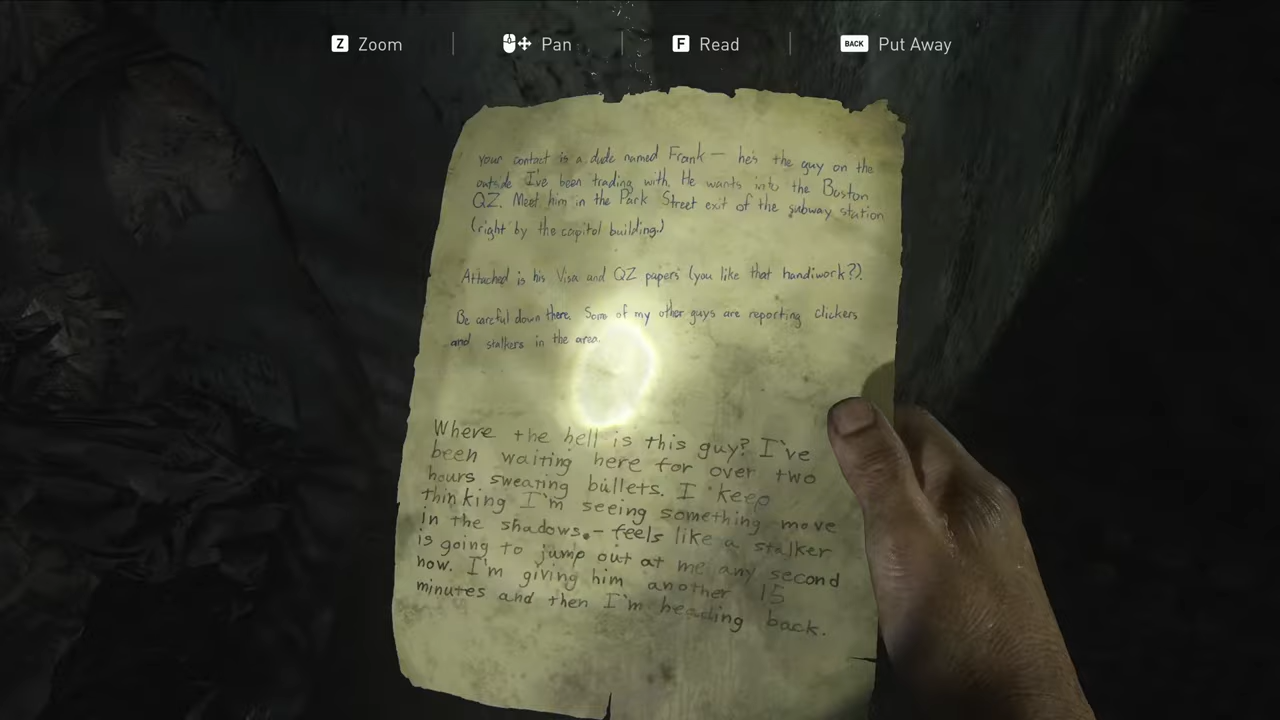 Z Zoom
Pan
F Read
BACK Put Away
your contact is a dude named Frank — he's the guy on the
outside I've been trading with. He wants into the Boston
QZ. Meet him in the Park Street exit of the subway station
(right by the capitol building.)
Attached is his Visa and QZ papers (you like that handiwork?).
Be careful down there. Some of my other guys are reporting clickers
and stalkers in the area.
Where the hell is this guy? I've
been waiting here for over two
hours sweating bullets. I keep
thinking I'm seeing something move
in the shadows. - feels like a stalker
is going to jump out at me any second
now. I'm giving him another 15
minutes and then I'm heading back.